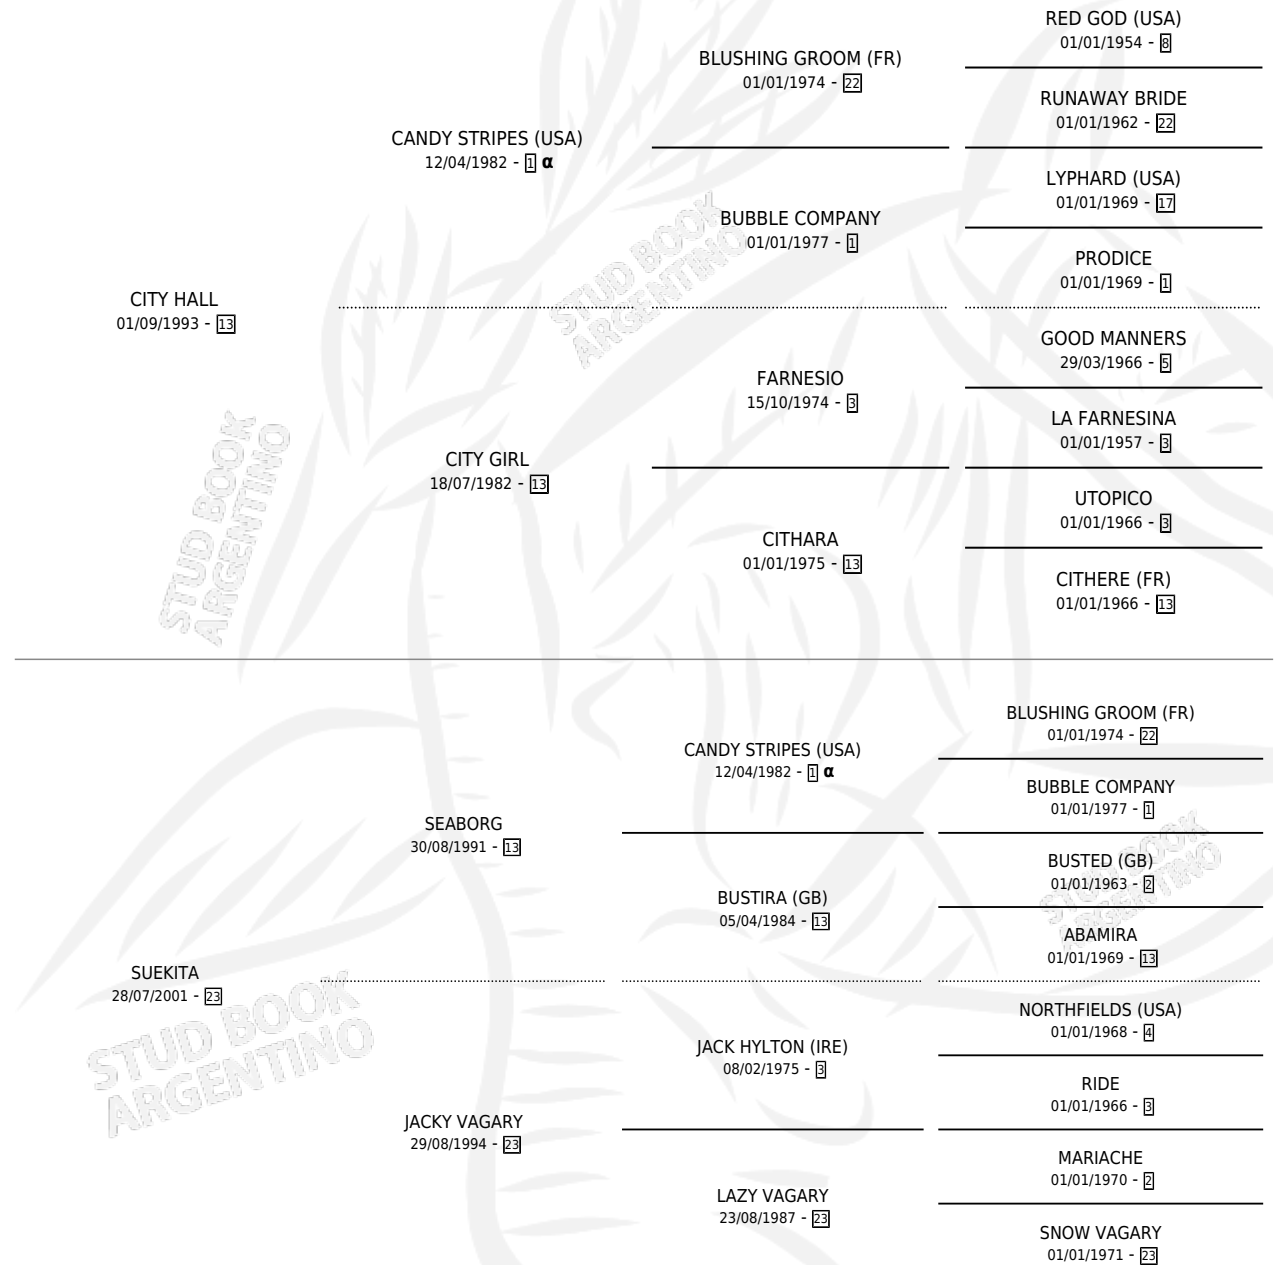 RED GOD (USA)
01/01/1954 - 8
BLUSHING GROOM (FR)
01/01/1974 - 22
RUNAWAY BRIDE
01/01/1962 - 22
CANDY STRIPES (USA)
12/04/1982 - 1 α
LYPHARD (USA)
01/01/1969 - 17
BUBBLE COMPANY
01/01/1977 - 1
PRODICE
01/01/1969 - 1
STUD BOOK
ARGENTINO
CITY HALL
01/09/1993 - 13
GOOD MANNERS
29/03/1966 - 5
FARNESIO
15/10/1974 - 3
LA FARNESINA
01/01/1957 - 3
CITY GIRL
18/07/1982 - 13
UTOPICO
01/01/1966 - 3
CITHARA
01/01/1975 - 13
CITHERE (FR)
01/01/1966 - 13
STUD BOOK
ARGENTINO
BLUSHING GROOM (FR)
01/01/1974 - 22
CANDY STRIPES (USA)
12/04/1982 - 1 α
BUBBLE COMPANY
01/01/1977 - 1
SEABORG
30/08/1991 - 13
BUSTED (GB)
01/01/1963 - 2
BUSTIRA (GB)
05/04/1984 - 13
ABAMIRA
01/01/1969 - 13
STUD BOOK
ARGENTINO
SUEKITA
28/07/2001 - 23
NORTHFIELDS (USA)
01/01/1968 - 4
JACK HYLTON (IRE)
08/02/1975 - 3
RIDE
01/01/1966 - 3
JACKY VAGARY
29/08/1994 - 23
MARIACHE
01/01/1970 - 2
LAZY VAGARY
23/08/1987 - 23
SNOW VAGARY
01/01/1971 - 23
STUD BOOK
ARGENTINO